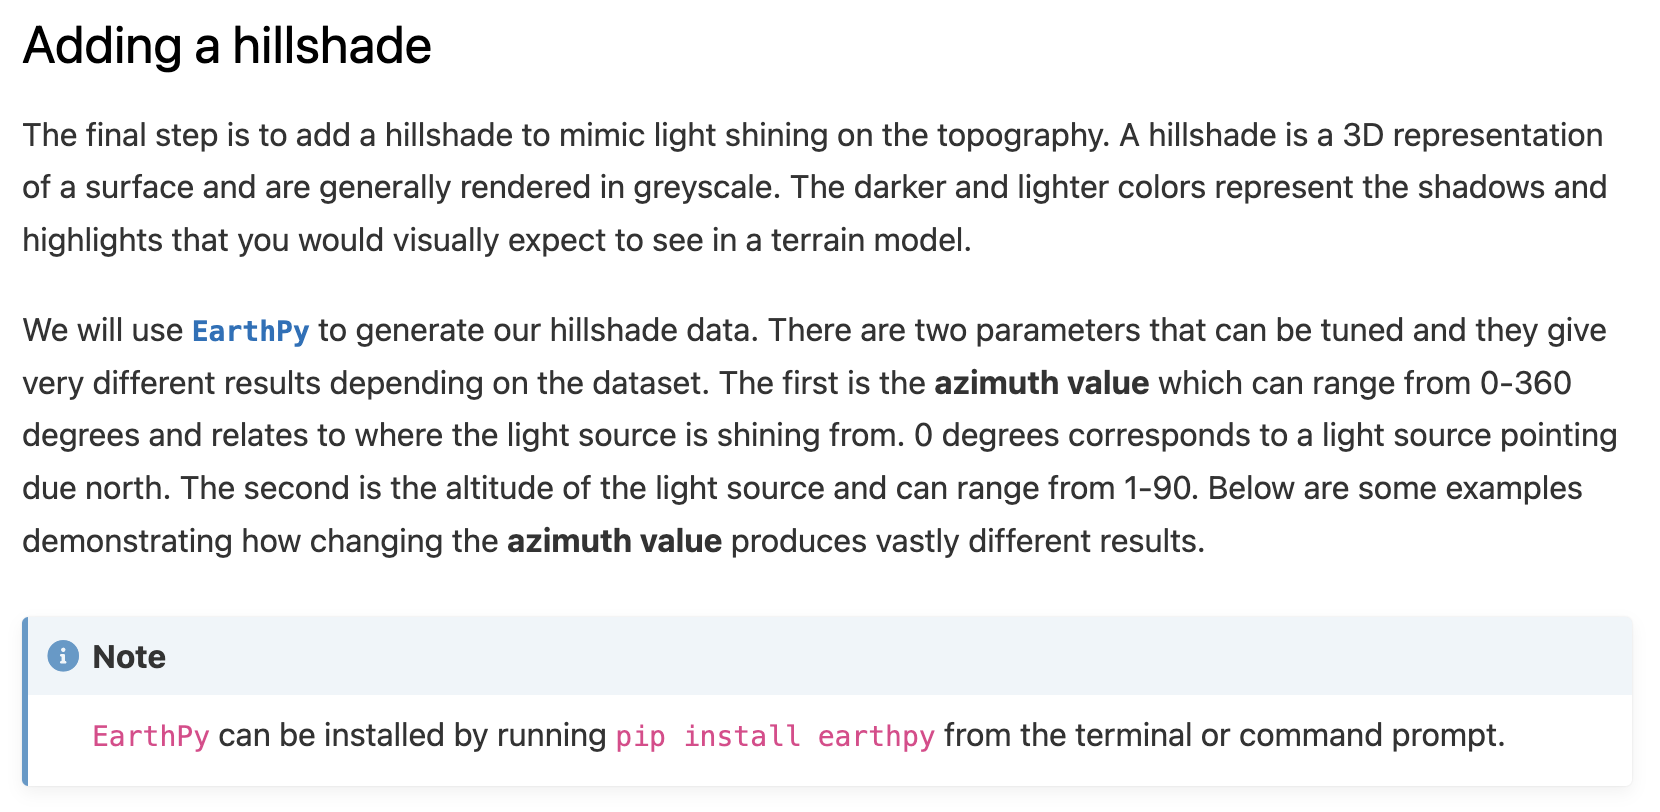 Adding a hillshade
The final step is to add a hillshade to mimic light shining on the topography. A hillshade is a 3D representation
of a surface and are generally rendered in greyscale. The darker and lighter colors represent the shadows and
highlights that you would visually expect to see in a terrain model.
We will use EarthPy to generate our hillshade data. There are two parameters that can be tuned and they give
very different results depending on the dataset. The first is the azimuth value which can range from 0-360
degrees and relates to where the light source is shining from. 0 degrees corresponds to a light source pointing
due north. The second is the altitude of the light source and can range from 1-90. Below are some examples
demonstrating how changing the azimuth value produces vastly different results.
Note
EarthPy can be installed by running pip install earthpy from the terminal or command prompt.